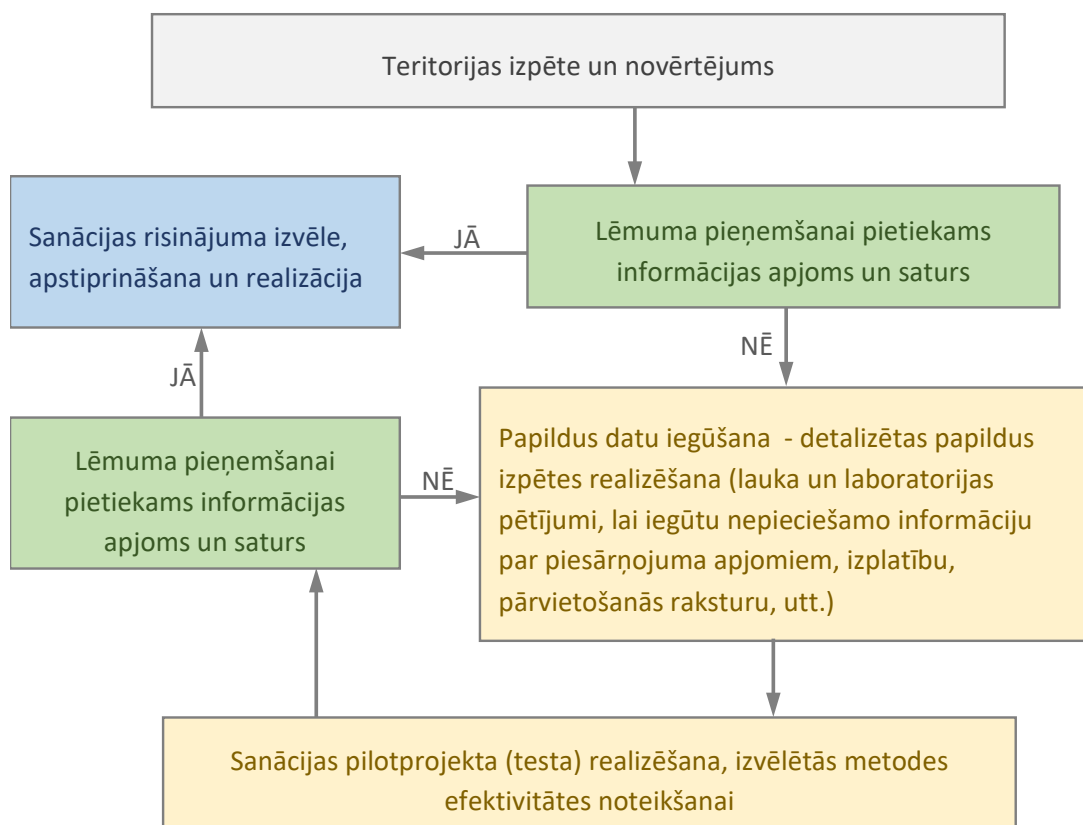 Teritorijas izpēte un novērtējums
Lēmuma pieņemšanai pietiekams
informācijas apjoms un saturs
JĀ
Sanācijas risinājuma izvēle,
apstiprināšana un realizācija
NĒ
JĀ
Papildus datu iegūšana - detalizētas papildus
izpētes realizēšana (lauka un laboratorijas
pētījumi, lai iegūtu nepieciešamo informāciju
par piesārņojuma apjomiem, izplatību,
pārvietošanās raksturu, utt.)
Lēmuma pieņemšanai
pietiekams informācijas
apjoms un saturs
NĒ
Sanācijas pilotprojekta (testa) realizēšana, izvēlētās metodes
efektivitātes noteikšanai